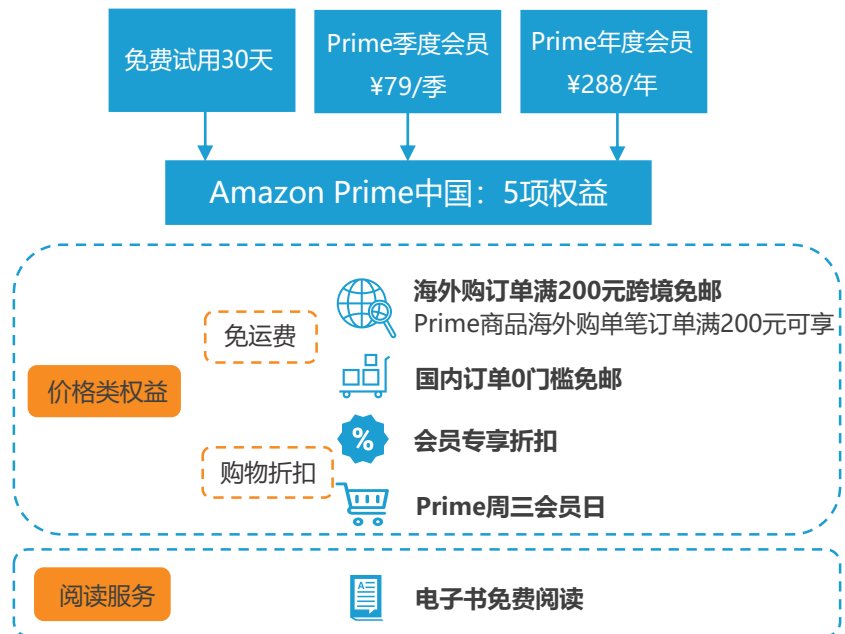 免费试用30天
Prime季度会员
¥79/季
Prime年度会员
¥288/年
Amazon Prime中国：5项权益
价格类权益
免运费
海外购订单满200元跨境免邮
Prime商品海外购单笔订单满200元可享
国内订单0门槛免邮
购物折扣
%
会员专享折扣
Prime周三会员日
阅读服务
A
电子书免费阅读